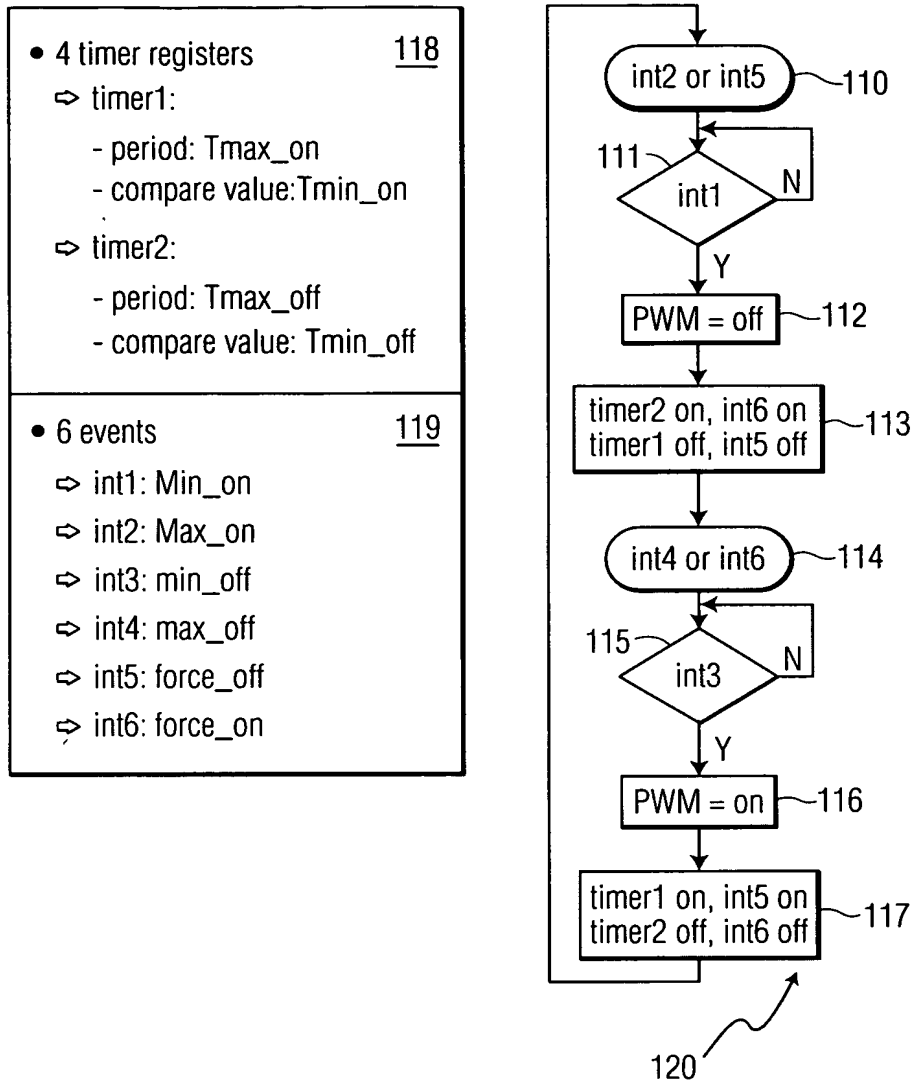 • 4 timer registers 118
⇨ timer1:
- period: Tmax_on
- compare value:Tmin_on
⇨ timer2:
- period: Tmax_off
- compare value: Tmin_off
• 6 events 119
⇨ int1: Min_on
⇨ int2: Max_on
⇨ int3: min_off
⇨ int4: max_off
⇨ int5: force_off
⇨ int6: force_on
int2 or int5 110
111
int1 N
Y
PWM = off 112
timer2 on, int6 on
timer1 off, int5 off 113
int4 or int6 114
115
int3 N
Y
PWM = on 116
timer1 on, int5 on
timer2 off, int6 off 117
120